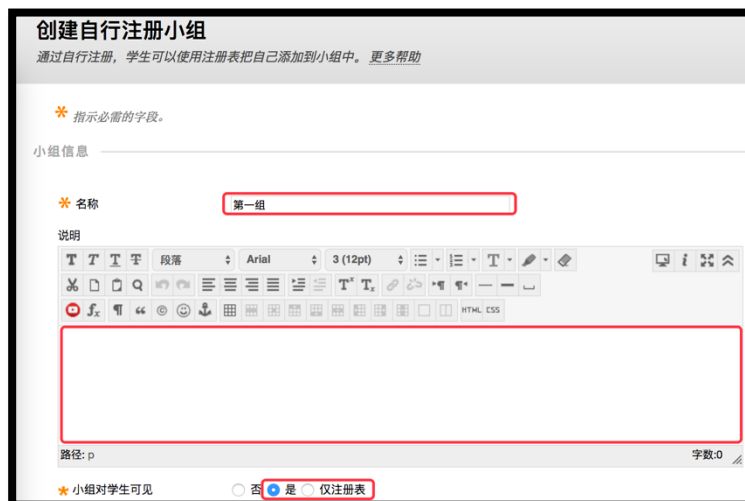 创建自行注册小组
通过自行注册，学生可以使用注册表把自己添加到小组中。 更多帮助
* 指示必需的字段。
小组信息
* 名称 第一组
说明
T T T T 段落 Arial 3 (12pt) T
T^x T_x
f_x HTML CSS
路径: p 字数:0
* 小组对学生可见 否 是 仅注册表